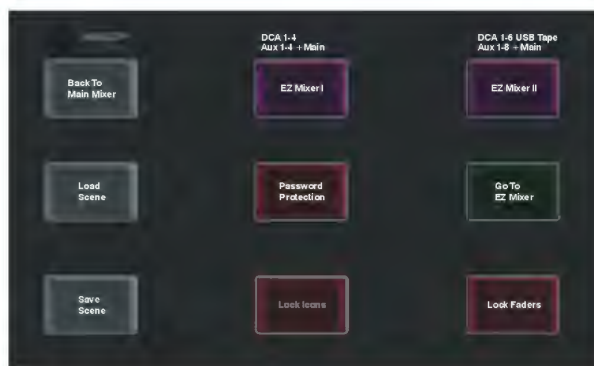 DCA 1-4
Aux 1-4 + Main
DCA 1-6 USB Tape
Aux 1-8 + Main
Back To
Main Mixer
EZ Mixer I
EZ Mixer II
Load
Scene
Password
Protection
Go To
EZ Mixer
Save
Scene
Lock Icons
Lock Faders